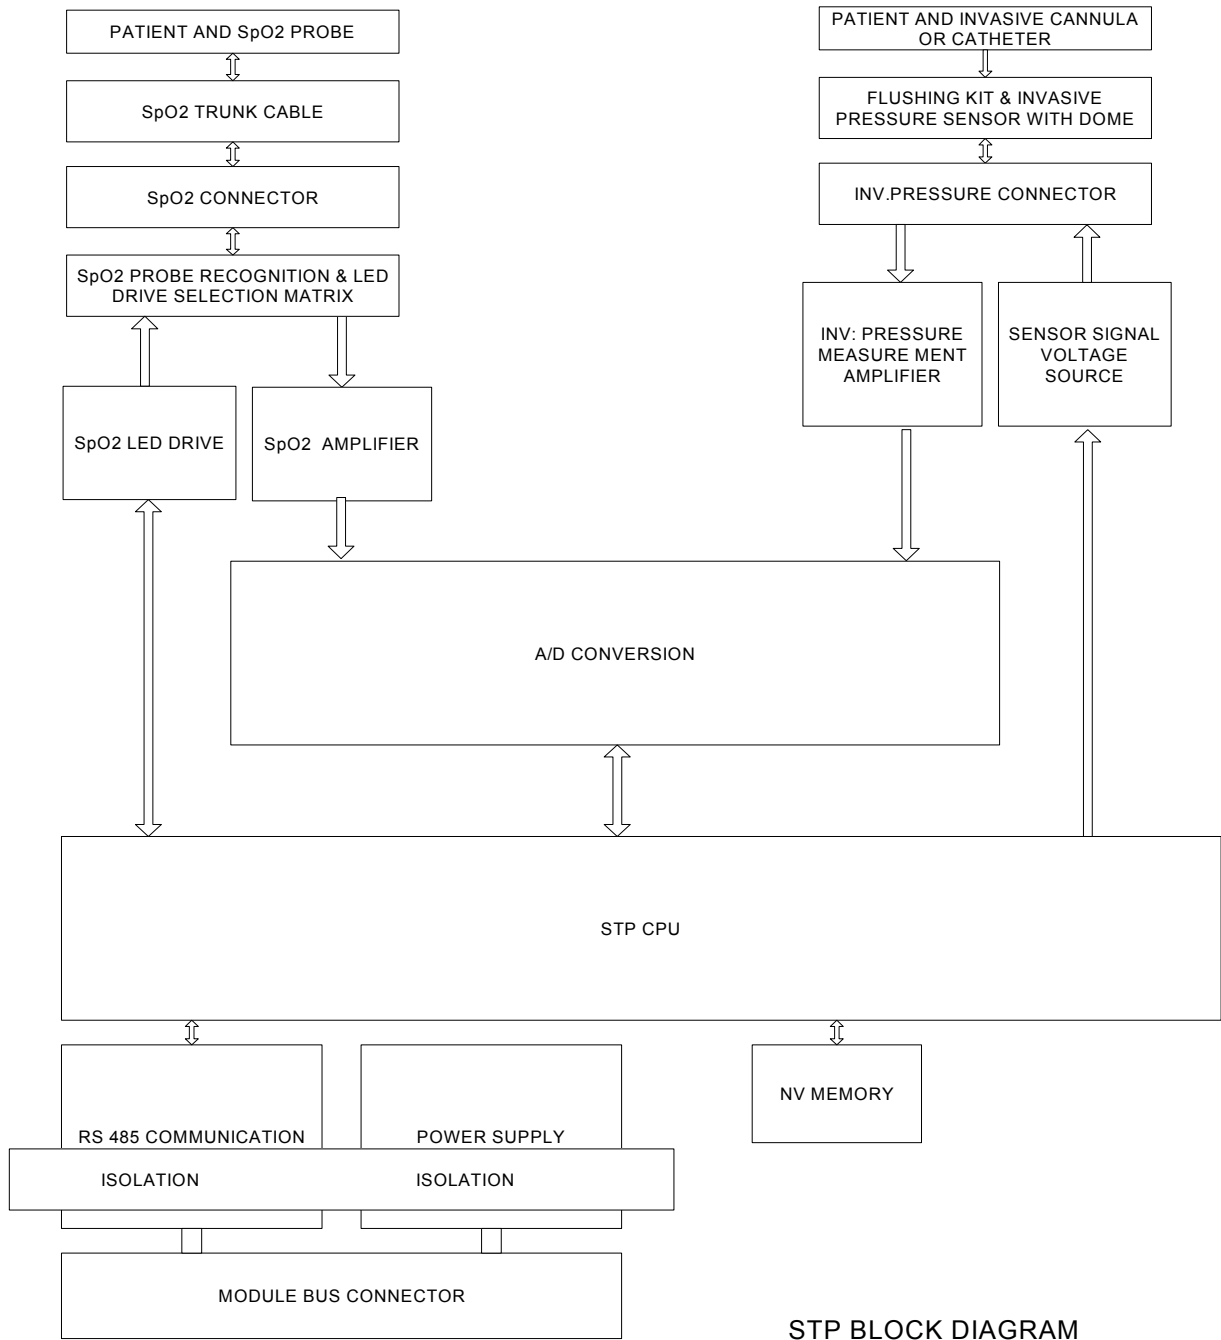 PATIENT AND SpO2 PROBE
SpO2 TRUNK CABLE
SpO2 CONNECTOR
SpO2 PROBE RECOGNITION & LED
DRIVE SELECTION MATRIX
SpO2 LED DRIVE
SpO2 AMPLIFIER
PATIENT AND INVASIVE CANNULA
OR CATHETER
FLUSHING KIT & INVASIVE
PRESSURE SENSOR WITH DOME
INV.PRESSURE CONNECTOR
INV: PRESSURE
MEASURE MENT
AMPLIFIER
SENSOR SIGNAL
VOLTAGE
SOURCE
A/D CONVERSION
STP CPU
RS 485 COMMUNICATION
POWER SUPPLY
NV MEMORY
ISOLATION
ISOLATION
MODULE BUS CONNECTOR
STP BLOCK DIAGRAM